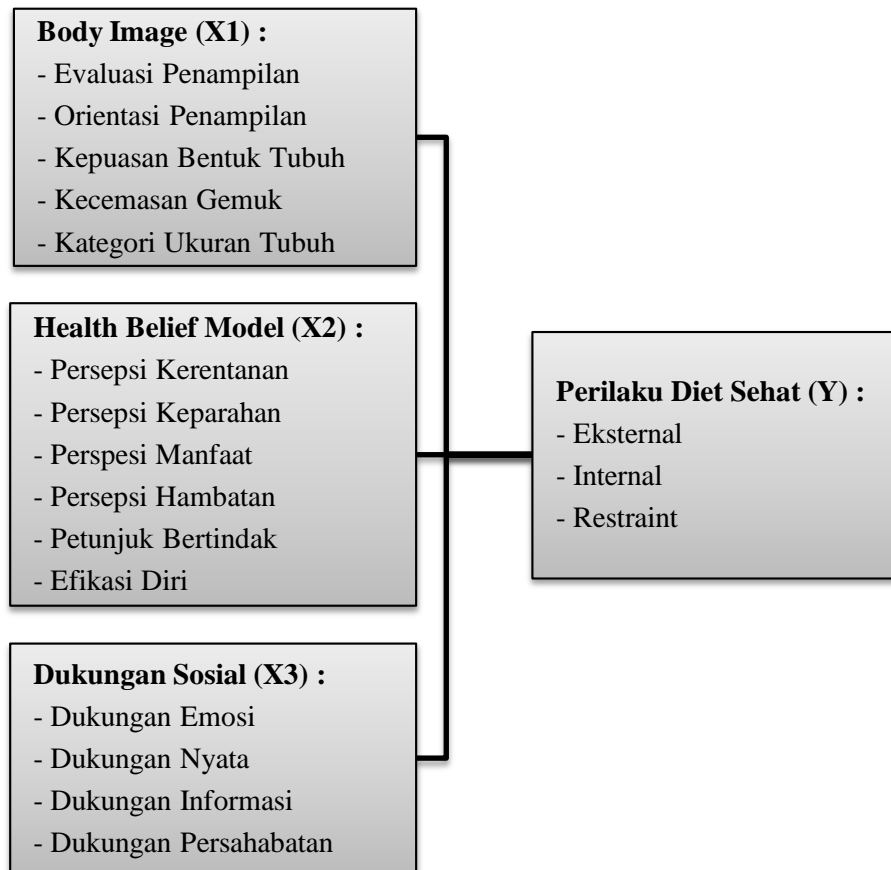 Body Image (X1) :
- Evaluasi Penampilan
- Orientasi Penampilan
- Kepuasan Bentuk Tubuh
- Kecemasan Gemuk
- Kategori Ukuran Tubuh
Health Belief Model (X2) :
- Persepsi Kerentanan
- Persepsi Keparahan
- Perspesi Manfaat
- Persepsi Hambatan
- Petunjuk Bertindak
- Efikasi Diri
Dukungan Sosial (X3) :
- Dukungan Emosi
- Dukungan Nyata
- Dukungan Informasi
- Dukungan Persahabatan
Perilaku Diet Sehat (Y) :
- Eksternal
- Internal
- Restraint